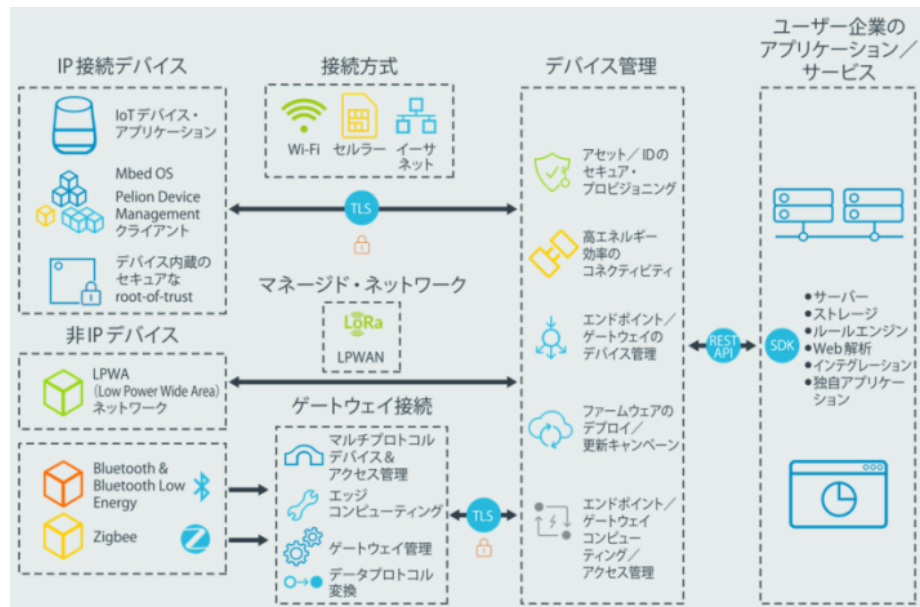 IP接続デバイス
IoTデバイス・
アプリケーション
Mbed OS
Pelion Device
Management
クライアント
デバイス内蔵の
セキュアな
root-of-trust
非IPデバイス
LPWA
(Low Power Wide Area)
ネットワーク
Bluetooth &
Bluetooth Low
Energy
Zigbee
接続方式
Wi-Fi
セルラー
イーサ
ネット
TLS
マネージド・ネットワーク
LoRa
LPWAN
ゲートウェイ接続
マルチプロトコル
デバイス&
アクセス管理
エッジ
コンピューティング
ゲートウェイ管理
データプロトコル
変換
TLS
デバイス管理
アセット/IDの
セキュア・
プロビジョニング
高エネルギー
効率の
コネクティビティ
エンドポイント/
ゲートウェイの
デバイス管理
ファームウェアの
デプロイ/
更新キャンペーン
エンドポイント/
ゲートウェイ
コンピュー
ティング/
アクセス管理
REST
API
SDK
ユーザー企業の
アプリケーション/
サービス
●サーバー
●ストレージ
●ルールエンジン
●Web解析
●インテグレーション
●独自アプリケー
ション